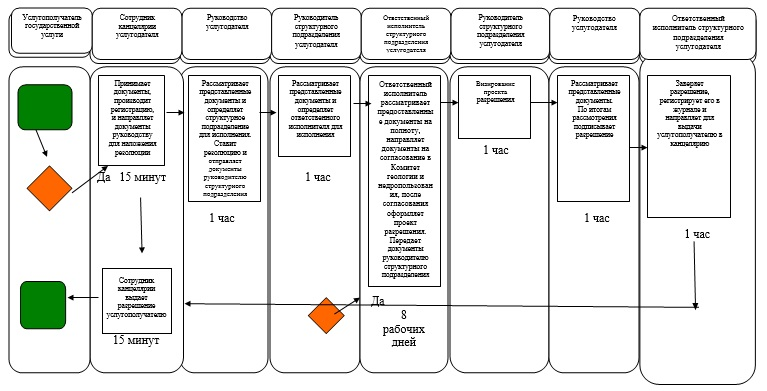 Услугополучатель
государственной
услуги
Сотрудник
канцелярии
услугодателя
Руководство
услугодателя
Руководитель
структурного
подразделения
услугодателя
Ответственный
исполнитель
структурного
подразделения
услугодателя
Руководитель
структурного
подразделения
услугодателя
Руководство
услугодателя
Ответственный
исполнитель структурного
подразделения
услугодателя
Принимает
документы,
производит
регистрацию,
и направляет
документы
руководству
для наложения
резолюции
Да 15 минут
Рассматривает
представленные
документы и
определяет
структурное
подразделение
для исполнения.
Ставит
резолюцию и
отправляет
документы
руководителю
структурного
подразделения
1 час
Рассматривает
представленные
документы и
определяет
ответственного
исполнителя для
исполнения
1 час
Ответственный
исполнитель
рассматривает
предоставленны
е документы на
полноту,
направляет
документы на
согласование в
Комитет
геологии и
недропользован
ия, после
согласования
оформляет
проект
разрешения.
Передает
документы
руководителю
структурного
подразделения
Да
8
рабочих
дней
Визирование
проекта
разрешения
1 час
Рассматривает
представленные
документы.
По итогам
рассмотрения
подписывает
разрешение
1 час
Заверяет
разрешение,
регистрирует его в
журнале и
направляет для
выдачи
услугополучателю в
канцелярию
1 час
Сотрудник
канцелярии
выдает
разрешение
услугополучателю
15 минут